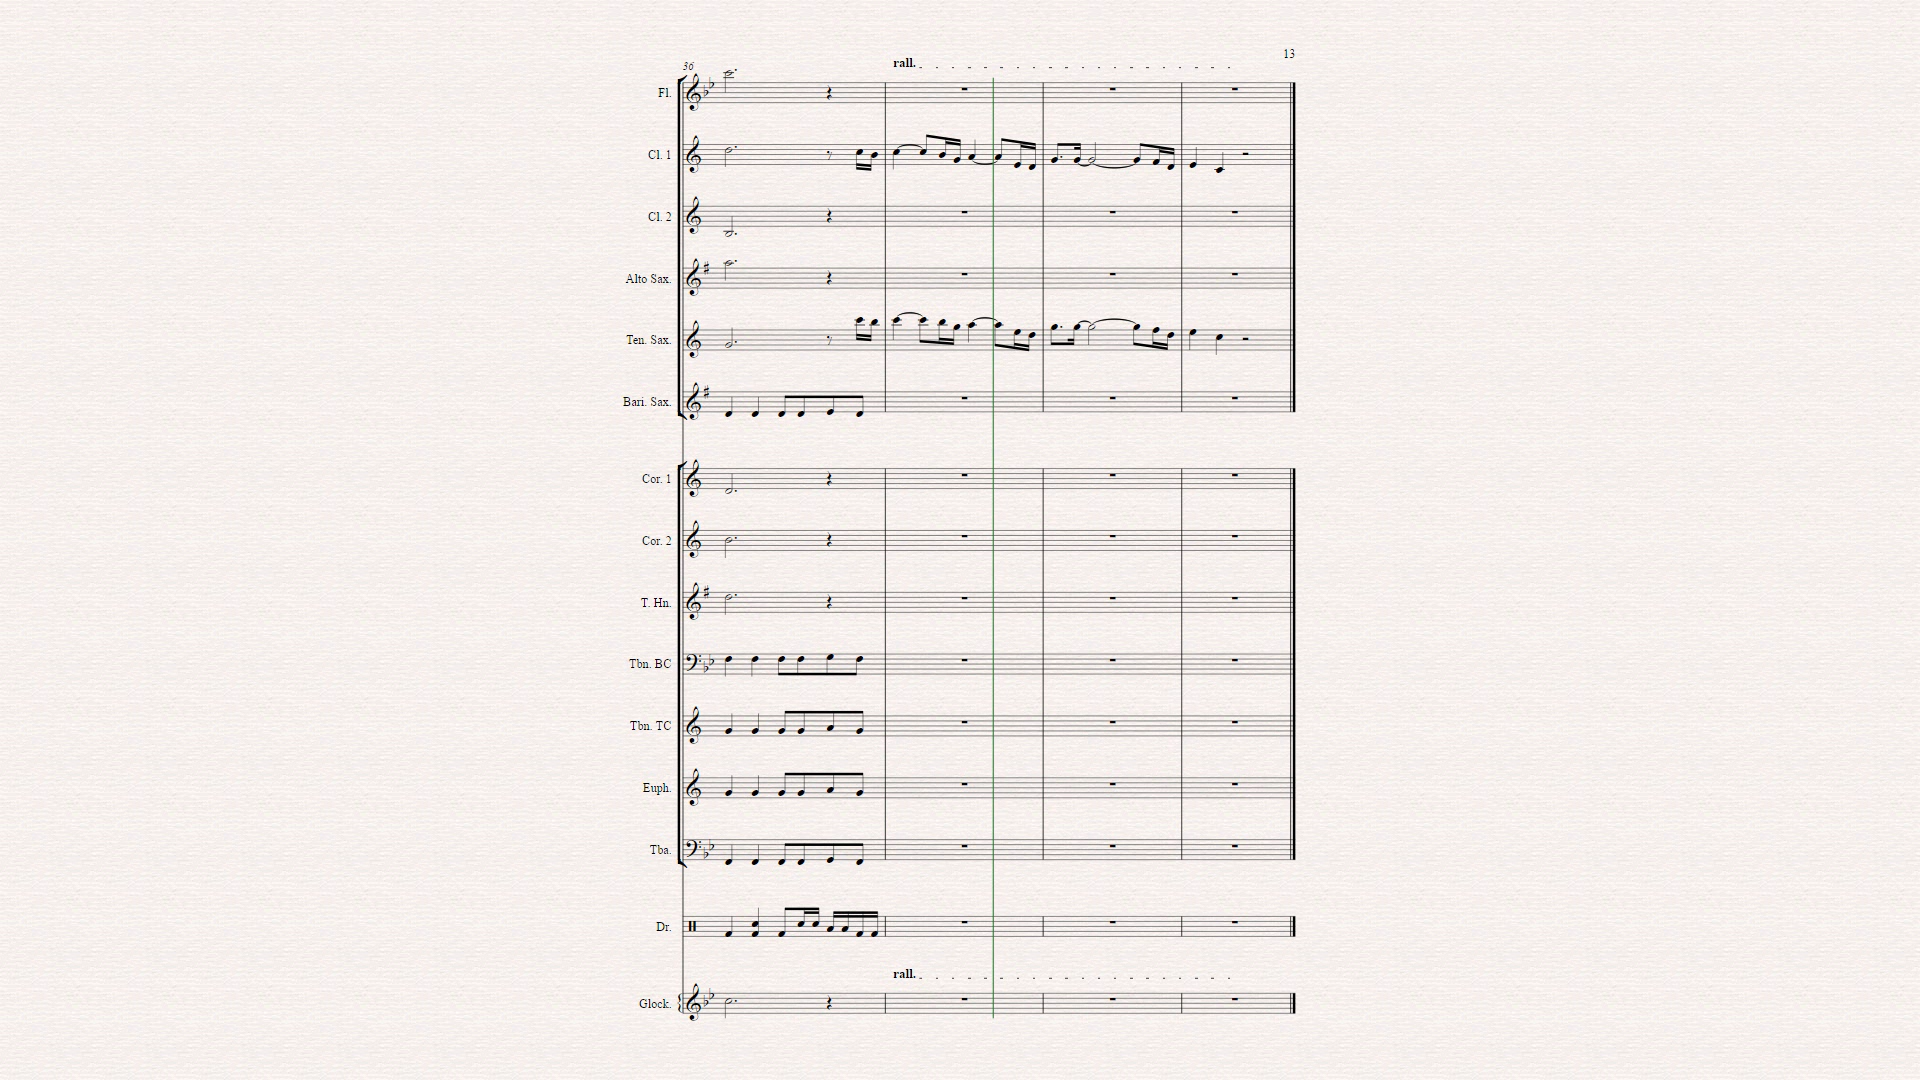 13
36
rall.
Fl.
Cl. 1
Cl. 2
Alto Sax.
Ten. Sax.
Bari. Sax.
Cor. 1
Cor. 2
T. Hn.
Tbn. BC
Tbn. TC
Euph.
Tba.
Dr.
rall.
Glock.